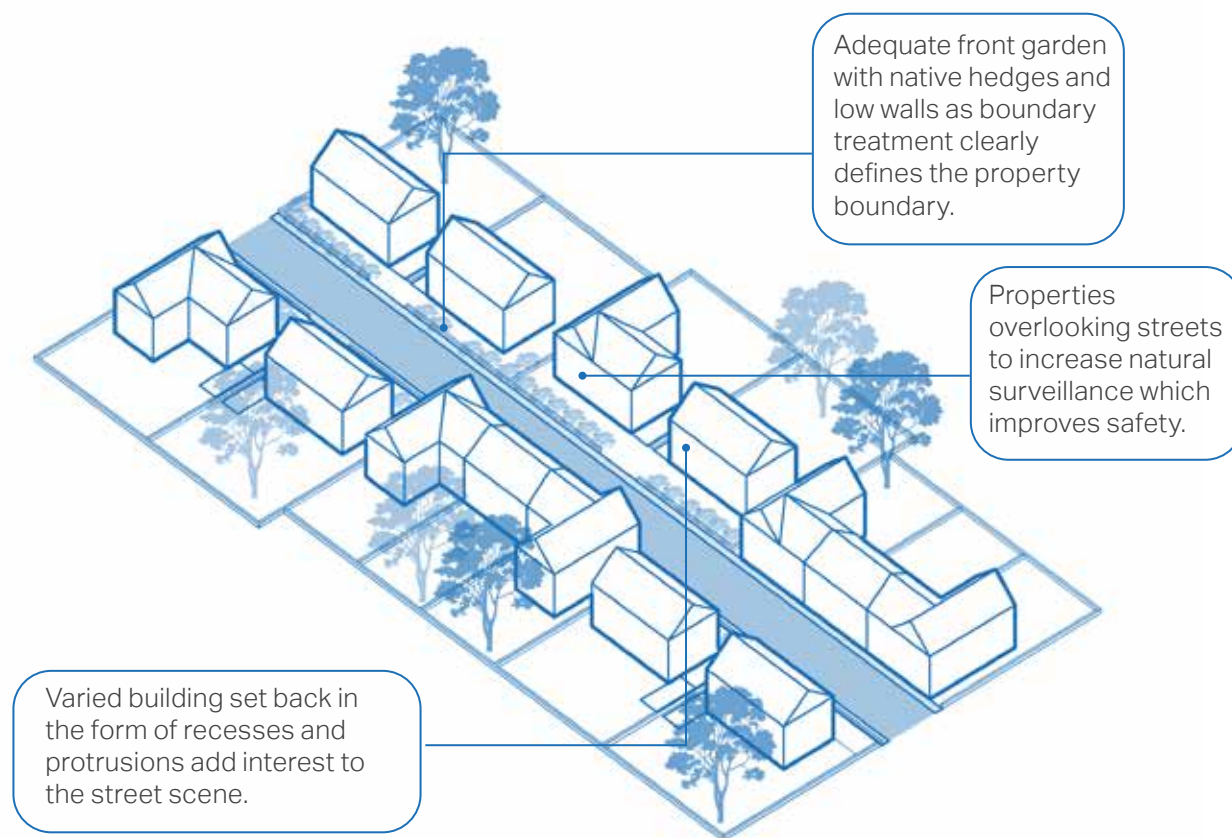 Adequate front garden
with native hedges and
low walls as boundary
treatment clearly
defines the property
boundary.
Properties
overlooking streets
to increase natural
surveillance which
improves safety.
Varied building set back in
the form of recesses and
protrusions add interest to
the street scene.